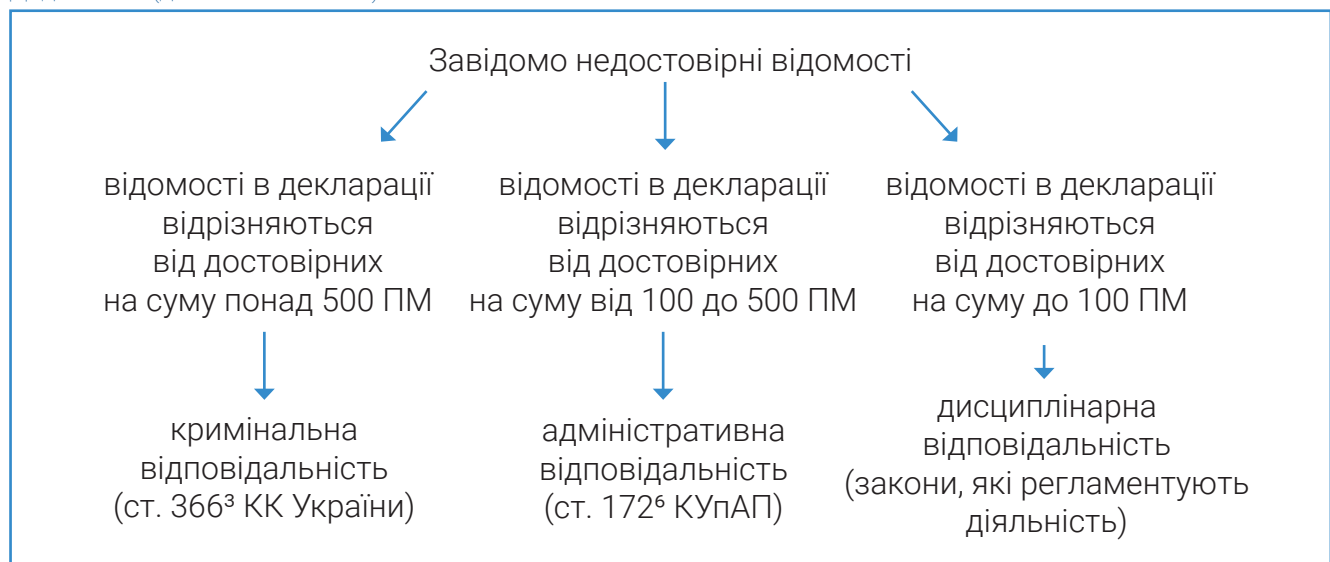 Завідомо недостовірні відомості
відомості в декларації
відрізняються
від достовірних
на суму понад 500 ПМ
відомості в декларації
відрізняються
від достовірних
на суму від 100 до 500 ПМ
відомості в декларації
відрізняються
від достовірних
на суму до 100 ПМ
кримінальна
відповідальність
(ст. 366³ КК України)
адміністративна
відповідальність
(ст. 172⁶ КУпАП)
дисциплінарна
відповідальність
(закони, які регламентують
діяльність)